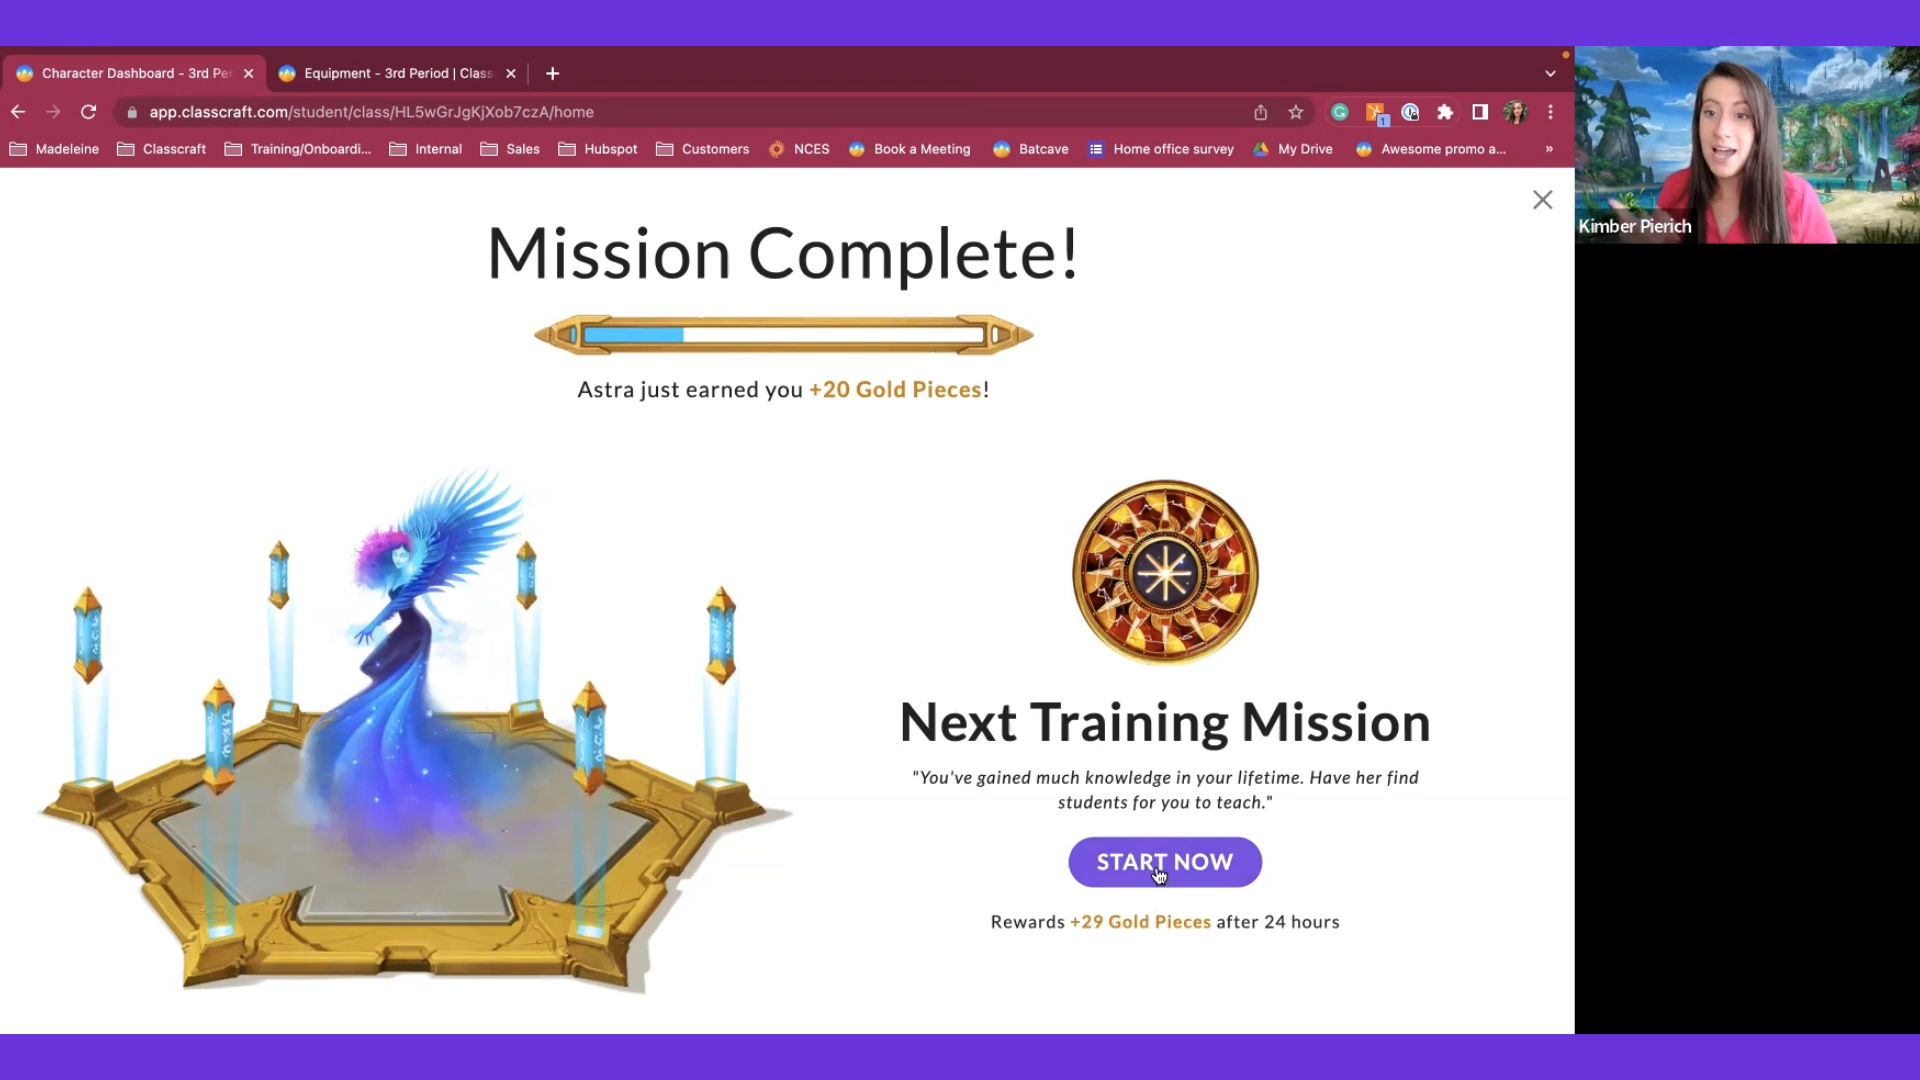 Character Dashboard - 3rd Pe
Equipment - 3rd Period | Class
app.classcraft.com/student/class/HL5wGrJgKjXob7czA/home
1
Madeleine
Classcraft
Training/Onboardi...
Internal
Sales
Hubspot
Customers
NCES
Book a Meeting
Batcave
Home office survey
My Drive
Awesome promo a...
»
Kimber Pierich
Mission Complete!
Astra just earned you +20 Gold Pieces!
Next Training Mission
"You've gained much knowledge in your lifetime. Have her find
students for you to teach."
START NOW
Rewards +29 Gold Pieces after 24 hours